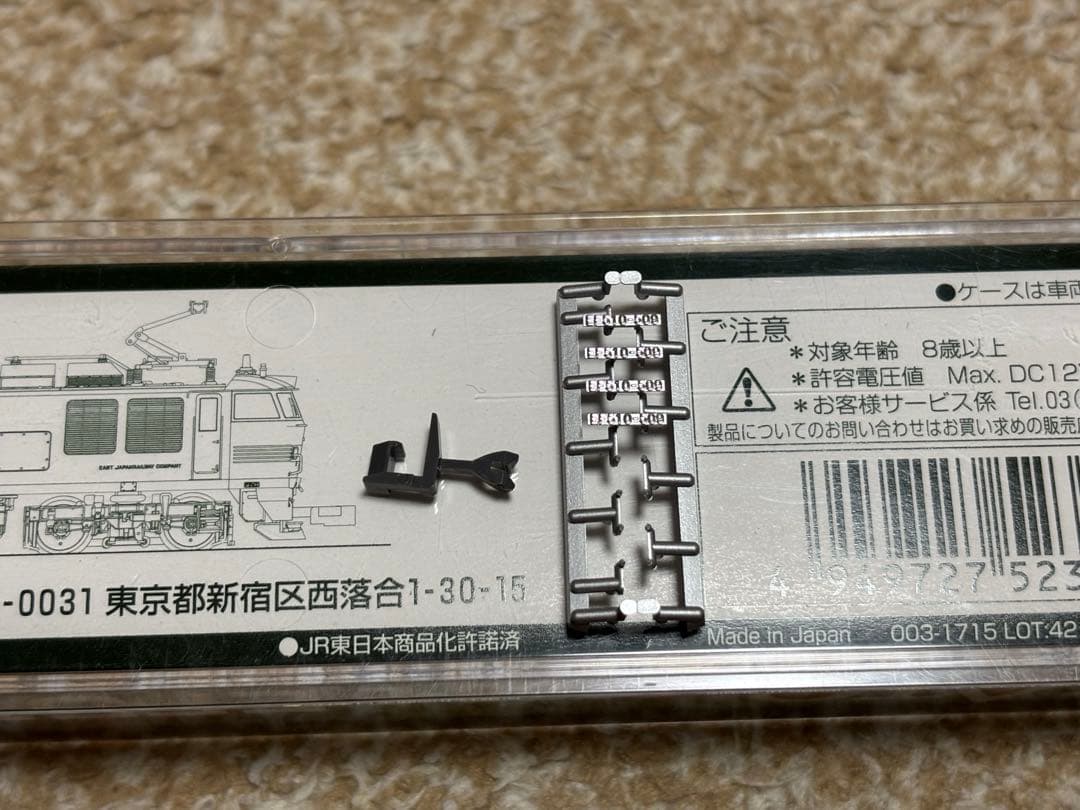 EAST JAPANRAILWAY COMPANY
-0031 東京都新宿区西落合1-30-15
●JR東日本商品化許諾済
●ケースは車両
ご注意
*対象年齢 8歳以上
*許容電圧値 Max. DC12
*お客様サービス係 Tel.03(
製品についてのお問い合わせはお買い求めの販売
4 949727 523
Made in Japan 003-1715 LOT:42